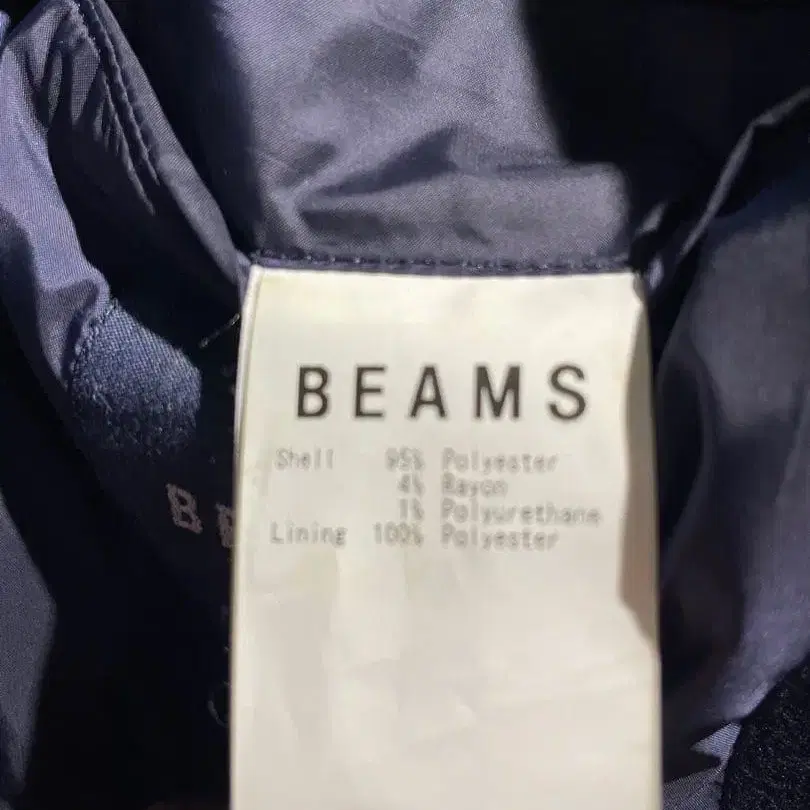 BEAMS
Shell 95% Polyester
4% Rayon
1% Polyurethane
Lining 100% Polyester
B